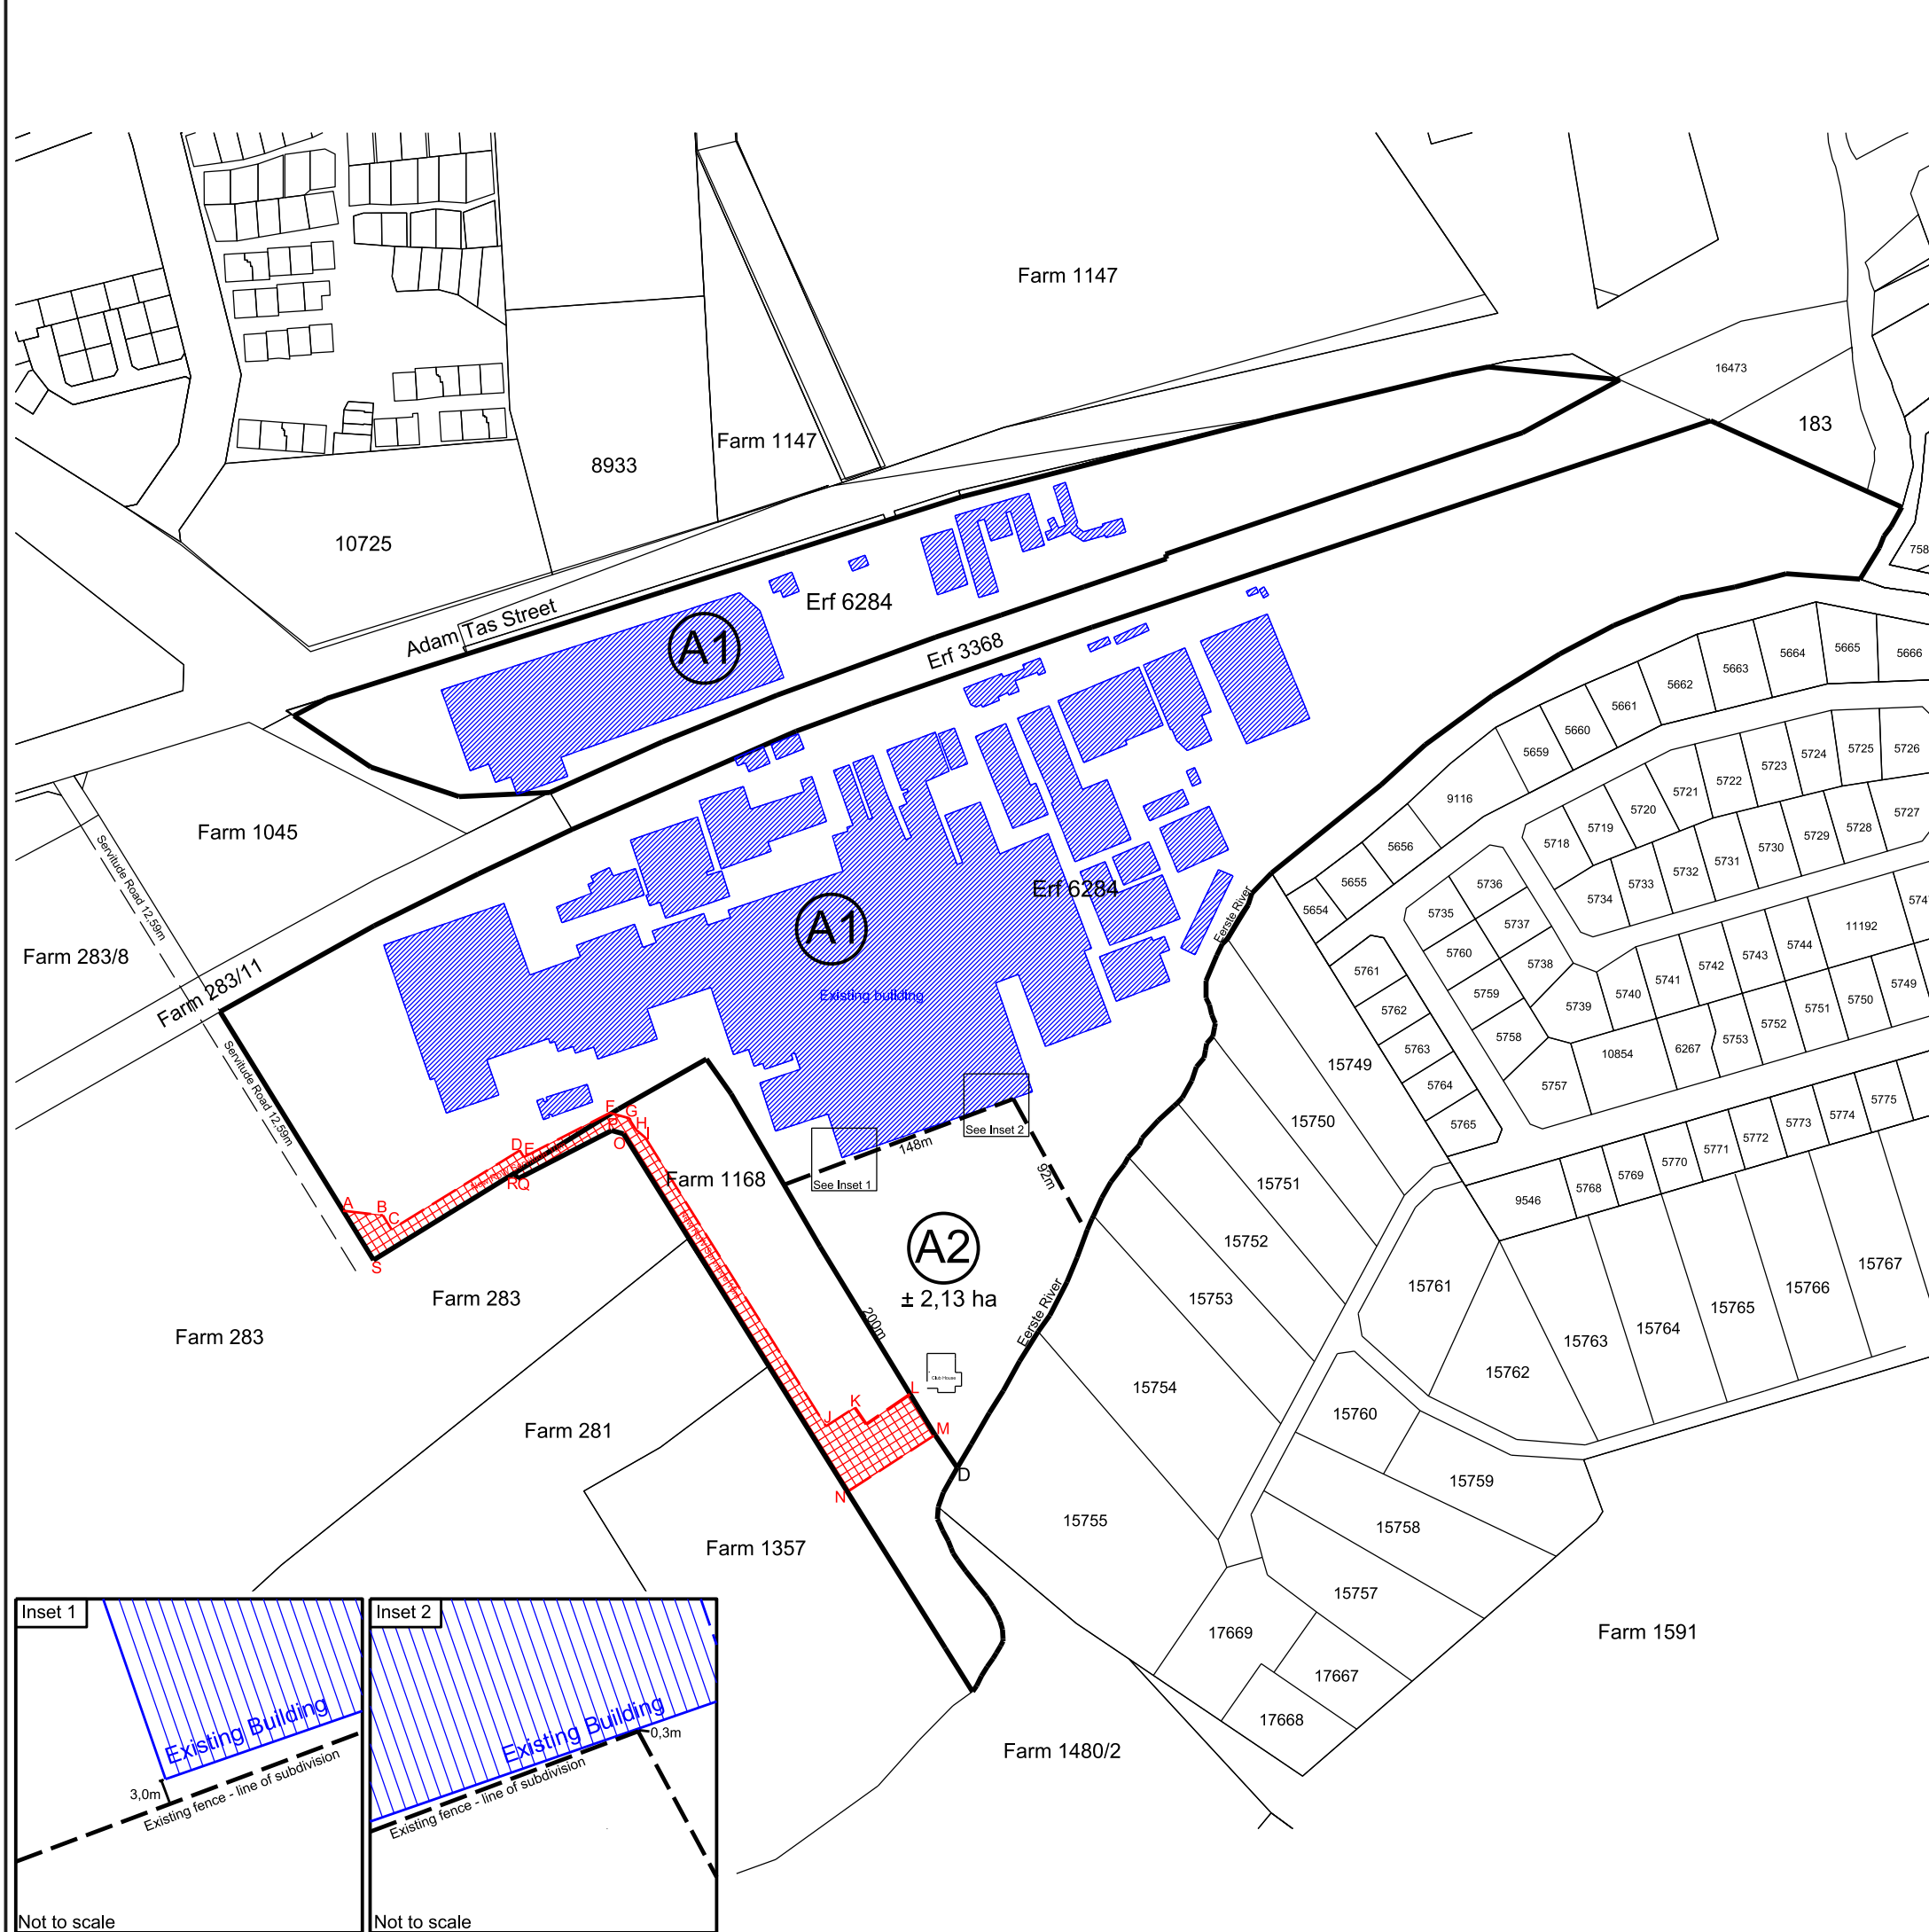 Farm 1147
16473
183
Farm 1147
8933
10725
758
Adam Tas Street
A1
Erf 6284
Erf 3368
5666
5665
5664
5663
5662
5661
5660
5659
9116
5656
5655
5654
5726
5725
5724
5723
5722
5721
5720
5719
5718
5727
5728
5729
5730
5731
5732
5733
5734
5736
5735
5737
5760
5738
5759
5739
5758
5757
5740
5741
5742
5743
5744
11192
574
5749
5750
5751
5752
5753
6267
10854
5761
5762
5763
5764
5765
Farm 1045
Servitude Road 12,59m
Farm 283/8
Farm 283/11
Servitude Road 12,59m
A1
Erf 6284
Existing building
Eerste River
See Inset 1
See Inset 2
148m
92m
Farm 1168
A2
± 2,13 ha
200m
Club House
Eerste River
A
B
C
D
E
F
G
H
I
P
O
R
Q
S
J
K
L
M
N
D
Farm 283
Farm 283
Farm 281
Farm 1357
15749
15750
15751
15752
15753
15754
15755
9546
5768
5769
5770
5771
5772
5773
5774
5775
15761
15762
15763
15764
15765
15766
15767
15760
15759
15758
15757
17669
17667
17668
Farm 1591
Farm 1480/2
Inset 1
Existing Building
3,0m
Existing fence - line of subdivision
Not to scale
Inset 2
Existing Building
0,3m
Existing fence - line of subdivision
Not to scale